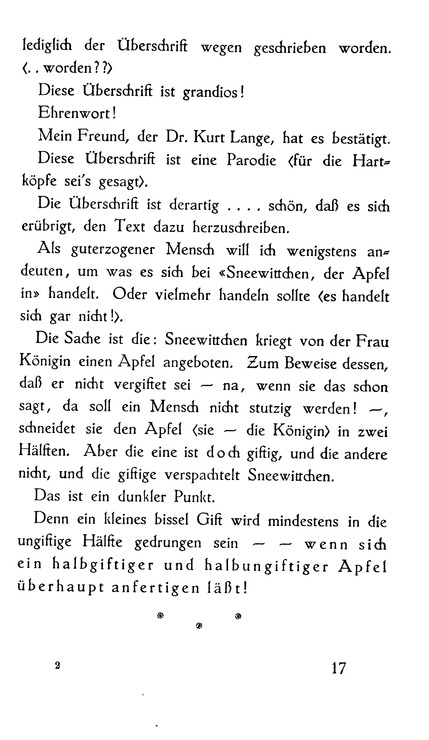 lediglich der Überschrift wegen geschrieben worden.
⟨. . worden??⟩
Diese Überschrift ist grandios!
Ehrenwort!
Mein Freund, der Dr. Kurt Lange, hat es bestätigt.
Diese Überschrift ist eine Parodie ⟨für die Hart=
köpfe sei's gesagt⟩.
Die Überschrift ist derartig . . . . schön, daß es sich
erübrigt, den Text dazu herzuschreiben.
Als guterzogener Mensch will ich wenigstens an=
deuten, um was es sich bei «Sneewittchen, der Apfel
in» handelt. Oder vielmehr handeln sollte ⟨es handelt
sich gar nicht!⟩.
Die Sache ist die: Sneewittchen kriegt von der Frau
Königin einen Apfel angeboten. Zum Beweise dessen,
daß er nicht vergiftet sei — na, wenn sie das schon
sagt, da soll ein Mensch nicht stutzig werden! —,
schneidet sie den Apfel ⟨sie — die Königin⟩ in zwei
Hälften. Aber die eine ist doch giftig, und die andere
nicht, und die giftige verspachtelt Sneewittchen.
Das ist ein dunkler Punkt.
Denn ein kleines bissel Gift wird mindestens in die
ungiftige Hälfte gedrungen sein — — wenn sich
ein halbgiftiger und halbungiftiger Apfel
überhaupt anfertigen läßt!
* * *
2 17